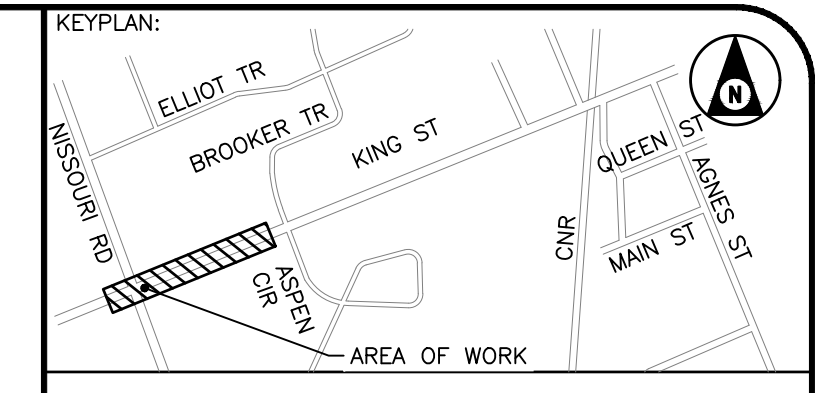 KEYPLAN:
N
ELLIOT TR
BROOKER TR
KING ST
NISSOURI RD
QUEEN ST
AGNES ST
CNR
MAIN ST
ASPEN
CIR
AREA OF WORK